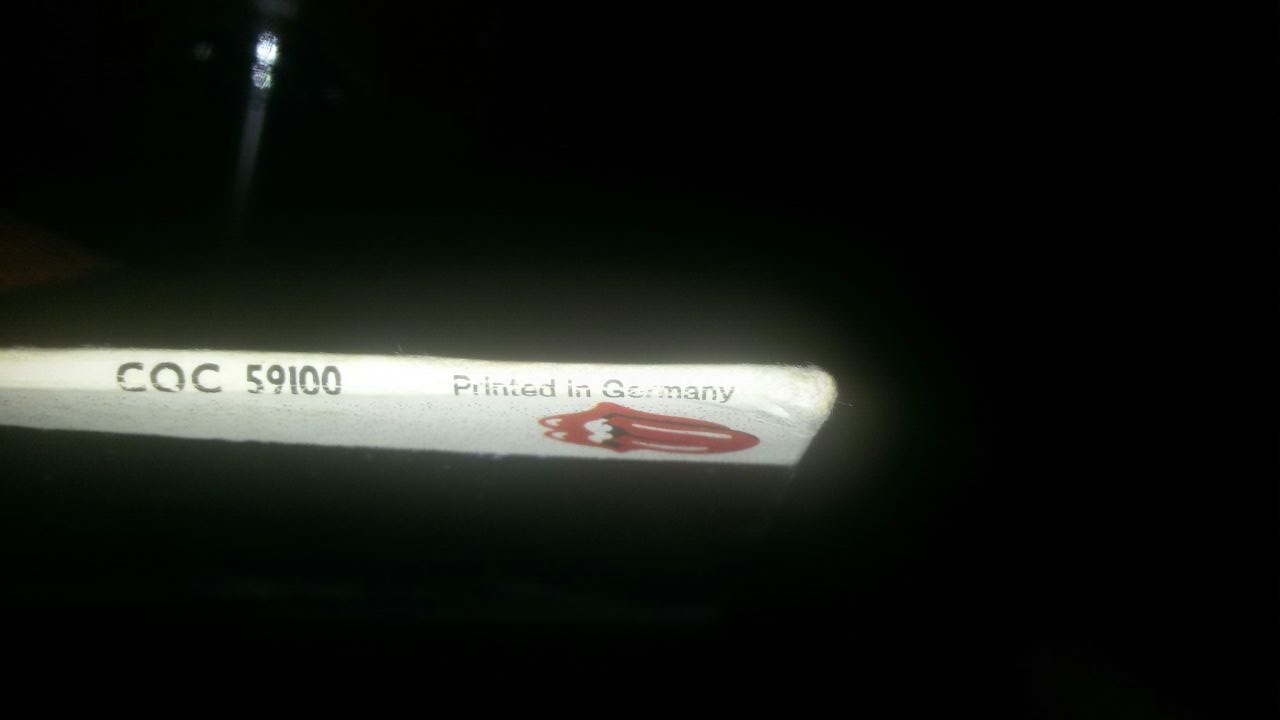 COC 59100 Printed in Germany